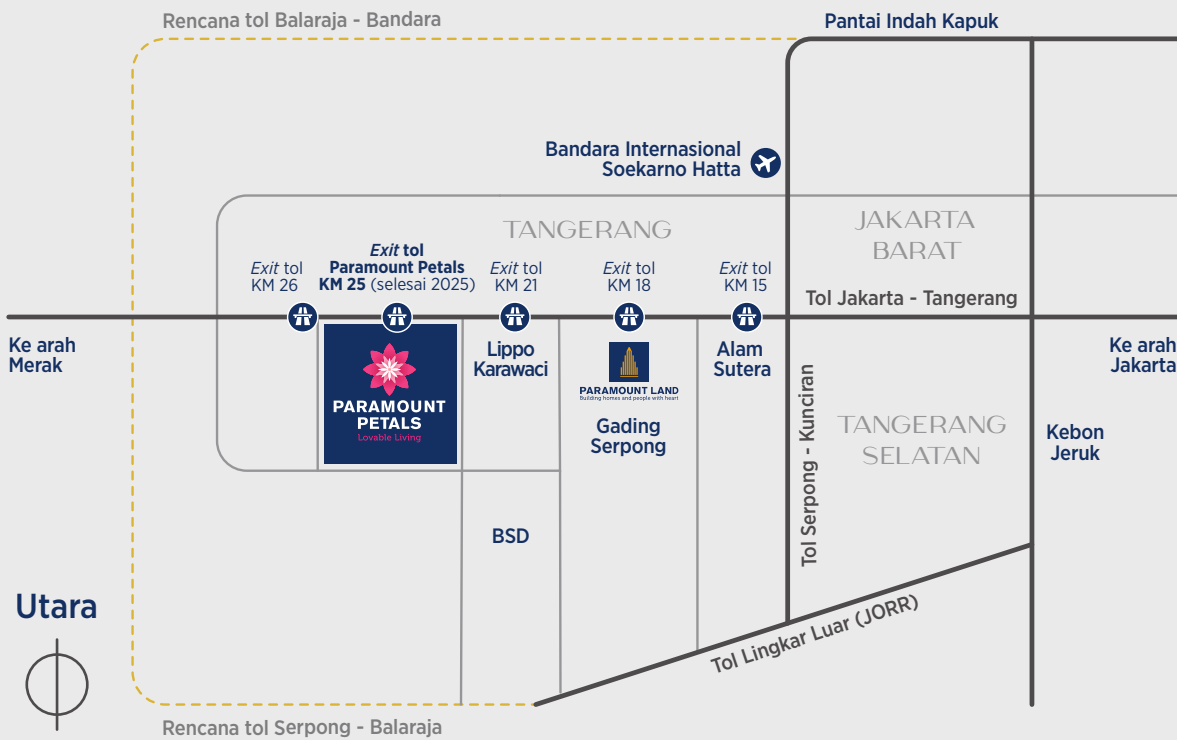 Rencana tol Balaraja - Bandara
Pantai Indah Kapuk
Bandara Internasional
Soekarno Hatta
TANGERANG
JAKARTA
BARAT
Exit tol
KM 26
Exit tol
Paramount Petals
KM 25 (selesai 2025)
Exit tol
KM 21
Exit tol
KM 18
Exit tol
KM 15
Tol Jakarta - Tangerang
Ke arah
Merak
PARAMOUNT
PETALS
Lovable Living
Lippo
Karawaci
PARAMOUNT LAND
Building homes and people with heart
Gading
Serpong
Alam
Sutera
Ke arah
Jakarta
Tol Serpong - Kunciran
TANGERANG
SELATAN
Kebon
Jeruk
BSD
Utara
Tol Lingkar Luar (JORR)
Rencana tol Serpong - Balaraja